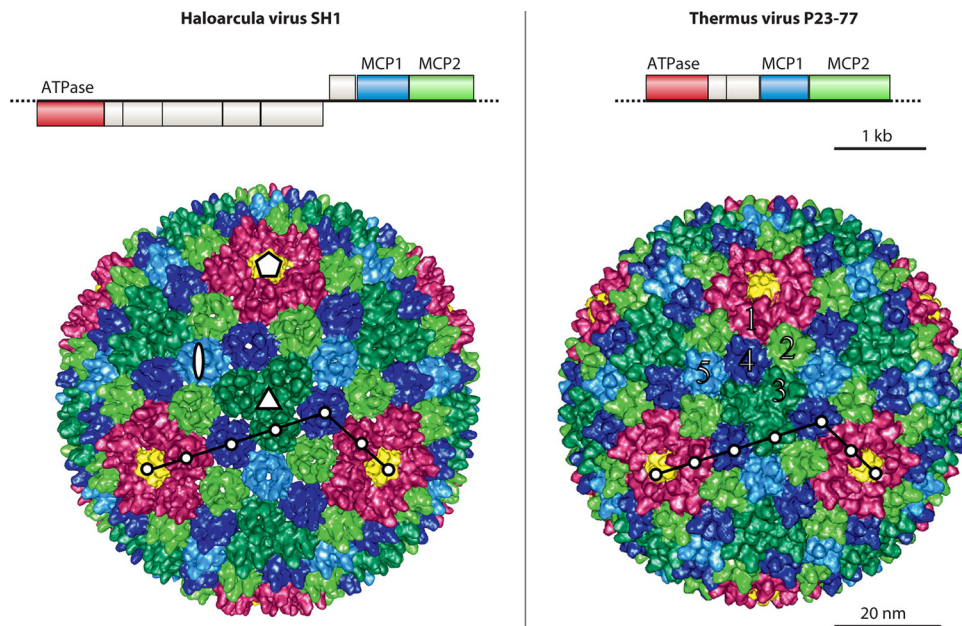 Haloarcula virus SH1
ATPase
MCP1 MCP2
Thermus virus P23-77
ATPase MCP1 MCP2
1 kb
1
2
4
5
3
20 nm